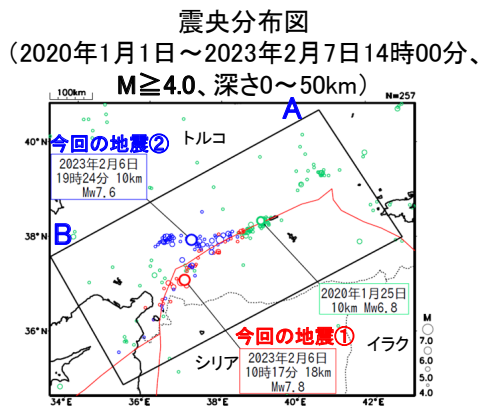 震央分布図
（2020年1月1日～2023年2月7日14時00分、
M≧4.0、深さ0～50km）
100km
N=257
A
40°N
トルコ
今回の地震②
2023年2月6日
19時24分 10km
Mw7.6
B
38°N
2020年1月25日
10km Mw6.8
36°N
今回の地震①
シリア
イラク
2023年2月6日
10時17分 18km
Mw7.8
M
7.0
6.0
5.0
4.0
34°E
36°E
38°E
40°E
42°E